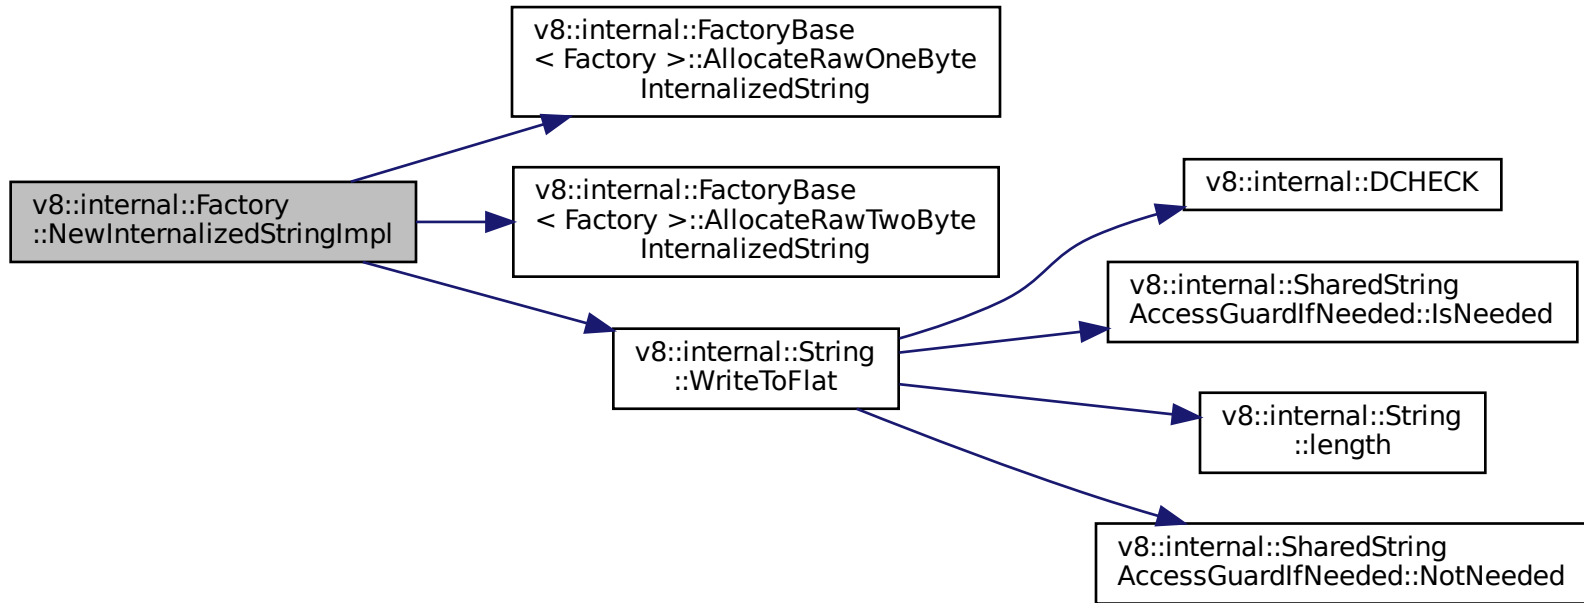 v8::internal::FactoryBase
< Factory >::AllocateRawOneByte
InternalizedString
v8::internal::Factory
::NewInternalizedStringImpl
v8::internal::FactoryBase
< Factory >::AllocateRawTwoByte
InternalizedString
v8::internal::String
::WriteToFlat
v8::internal::DCHECK
v8::internal::SharedString
AccessGuardIfNeeded::IsNeeded
v8::internal::String
::length
v8::internal::SharedString
AccessGuardIfNeeded::NotNeeded